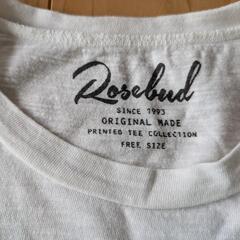 Rosebud
SINCE 1993
ORIGINAL MADE
PRINTED TEE COLLECTION
FREE SIZE